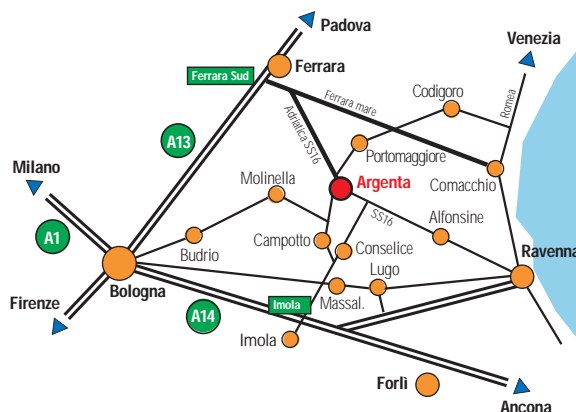 Padova
Venezia
Ferrara Sud
Ferrara
Codigoro
Ferrara mare
Romea
Adriatica SS16
A13
Portomaggiore
Milano
Molinella
Argenta
Comacchio
SS16
A1
Alfonsine
Campotto
Conselice
Budrio
Ravenna
Lugo
Bologna
Firenze
Massal.
Imola
A14
Imola
Forlì
Ancona